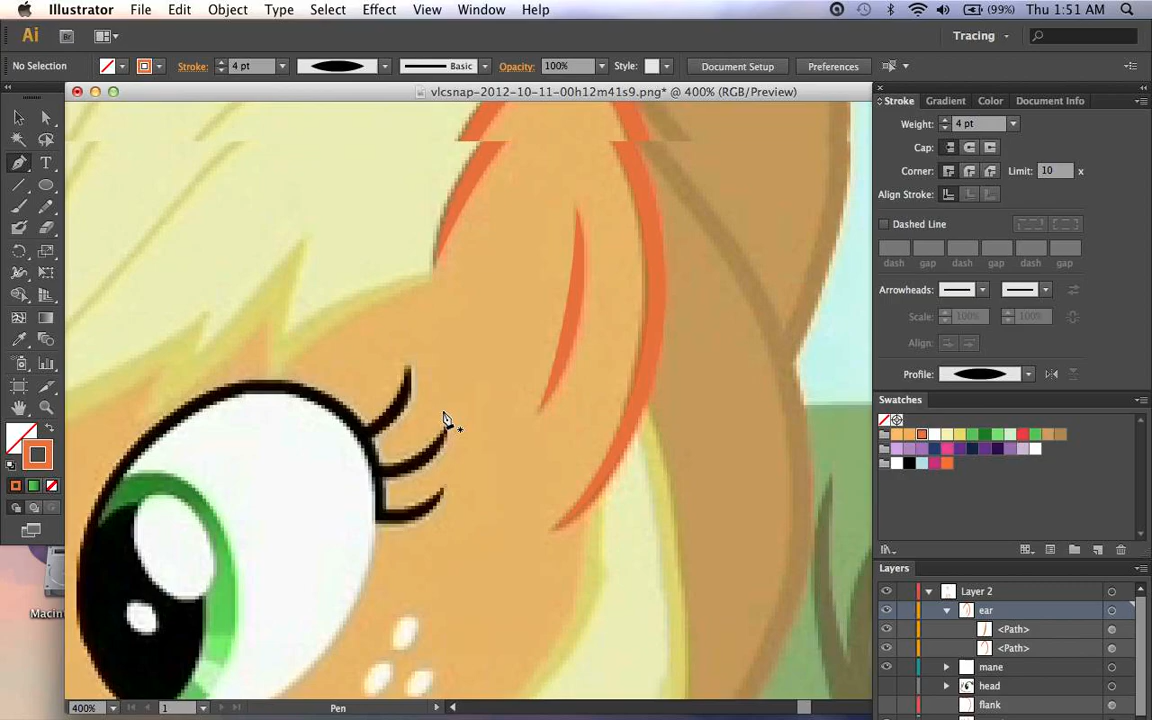 Illustrator File Edit Object Type Select Effect View Window Help (99%) Thu 1:51 AM
Ai Br Tracing
No Selection Stroke: 4 pt Basic Opacity: 100% Style: Document Setup Preferences
vlcsnap-2012-10-11-00h12m41s9.png* @ 400% (RGB/Preview)
Stroke Gradient Color Document Info
Weight: 4 pt
Cap:
Corner: Limit: 10 x
Align Stroke:
Dashed Line
dash gap dash gap dash gap
Arrowheads:
Scale: 100% 100%
Align:
Profile:
Swatches
Layers
Layer 2
ear
<Path>
<Path>
mane
head
flank
Macin
400% 1 Pen